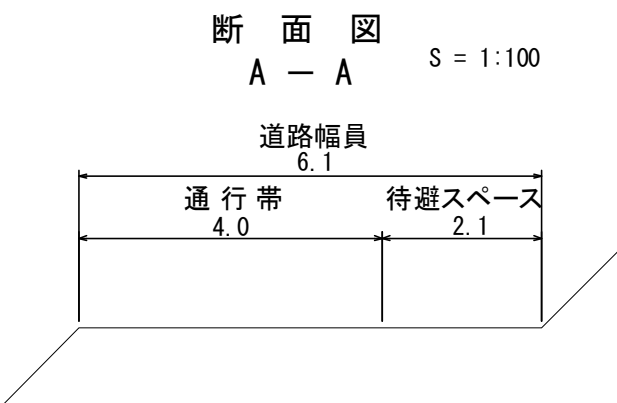 断 面 図
A － A
S = 1:100
道路幅員
6.1
通 行 帯
待避スペース
4.0
2.1